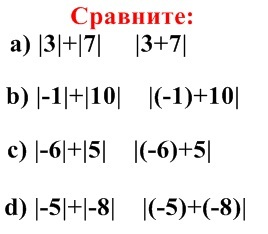 Сравните:
a) |3|+|7| |3+7|
b) |-1|+|10| |(-1)+10|
c) |-6|+|5| |(-6)+5|
d) |-5|+|-8| |(-5)+(-8)|